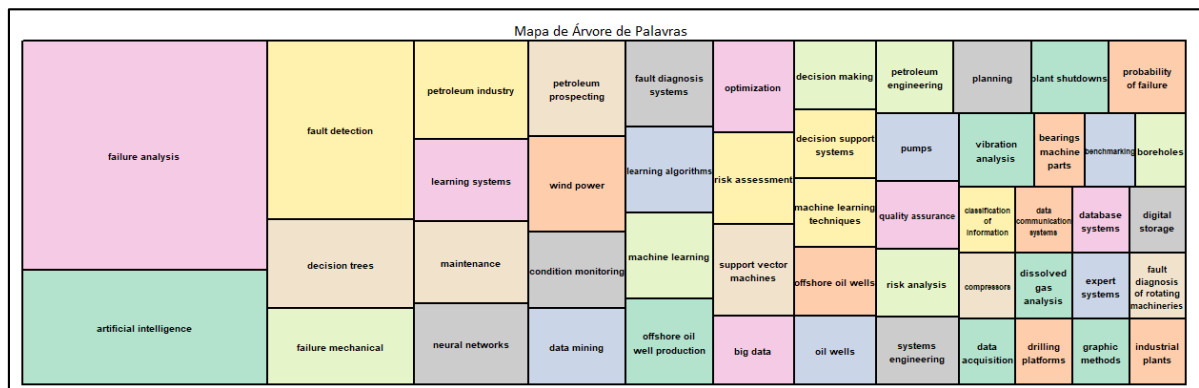 Mapa de Árvore de Palavras
failure analysis
artificial intelligence
fault detection
decision trees
failure mechanical
petroleum industry
learning systems
maintenance
neural networks
petroleum
prospecting
wind power
condition monitoring
data mining
fault diagnosis
systems
learning algorithms
machine learning
offshore oil
well production
optimization
risk assessment
support vector
machines
big data
decision making
decision support
systems
machine learning
techniques
offshore oil wells
oil wells
petroleum
engineering
pumps
quality assurance
risk analysis
systems
engineering
planning
plant shutdowns
probability
of failure
vibration
analysis
bearings
machine
parts
benchmarking
boreholes
classification
of
information
data
communication
systems
database
systems
digital
storage
compressors
dissolved
gas
analysis
expert
systems
fault
diagnosis
of rotating
machineries
data
acquisition
drilling
platforms
graphic
methods
industrial
plants